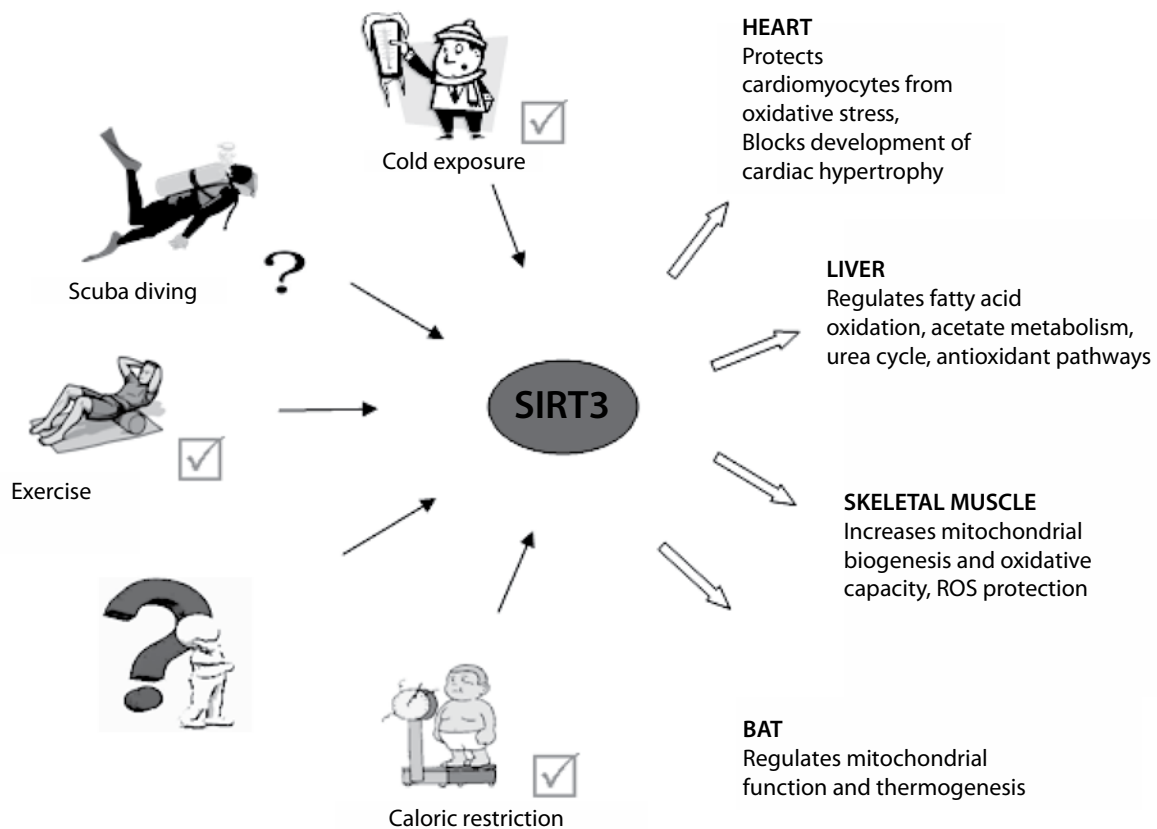 Cold exposure
Scuba diving
?
Exercise
?
Caloric restriction
SIRT3
HEART
Protects
cardiomyocytes from
oxidative stress,
Blocks development of
cardiac hypertrophy
LIVER
Regulates fatty acid
oxidation, acetate metabolism,
urea cycle, antioxidant pathways
SKELETAL MUSCLE
Increases mitochondrial
biogenesis and oxidative
capacity, ROS protection
BAT
Regulates mitochondrial
function and thermogenesis